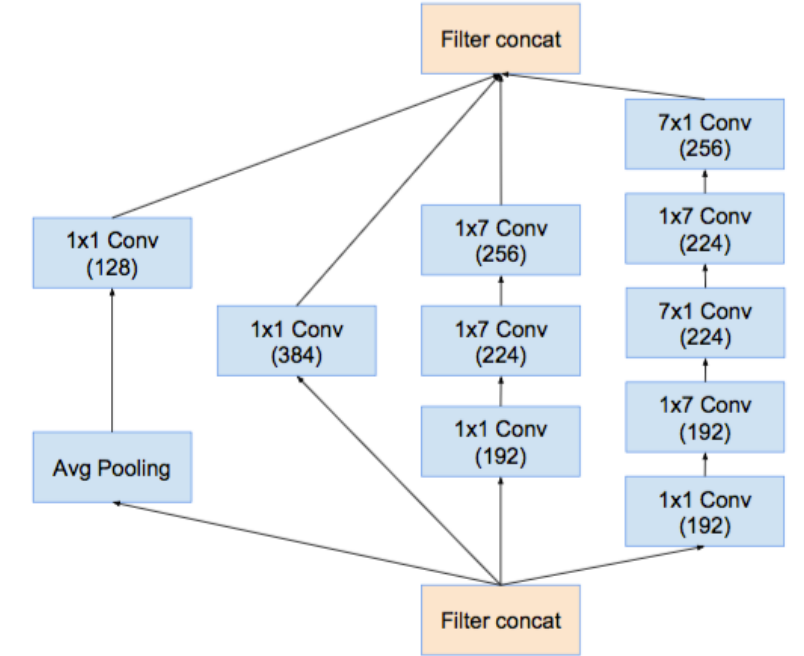 Filter concat
7x1 Conv
(256)
1x7 Conv
(224)
7x1 Conv
(224)
1x7 Conv
(192)
1x1 Conv
(192)
1x7 Conv
(256)
1x7 Conv
(224)
1x1 Conv
(192)
1x1 Conv
(384)
1x1 Conv
(128)
Avg Pooling
Filter concat